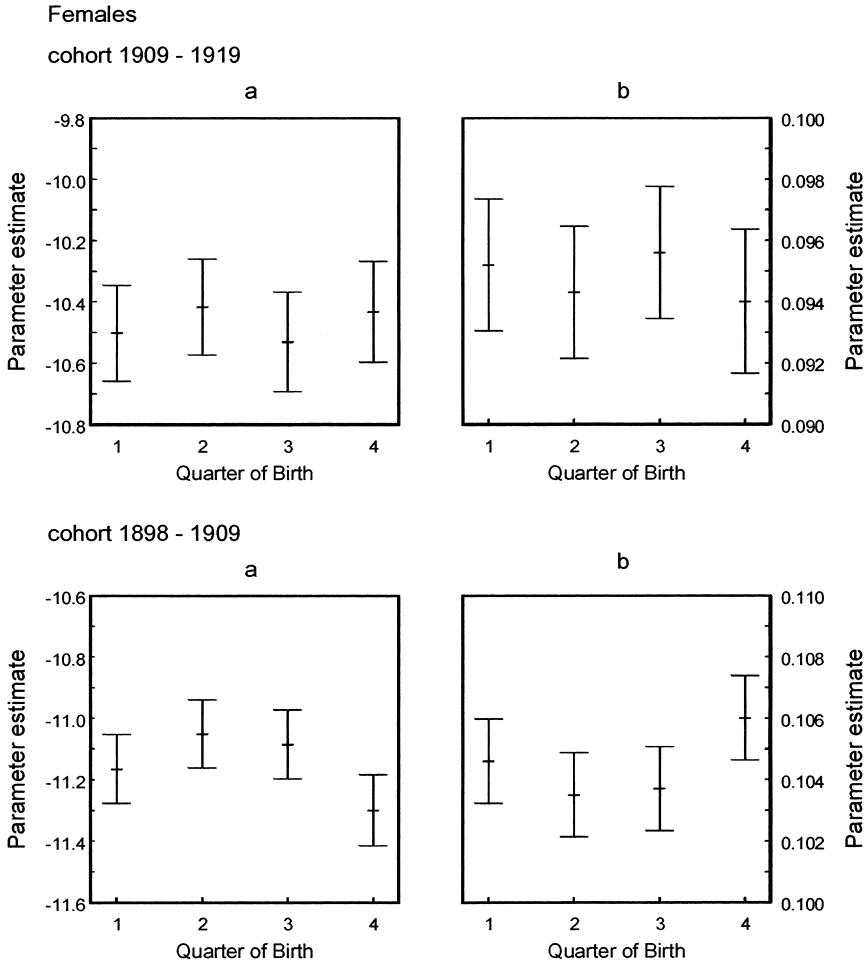 Females
cohort 1909 - 1919
a
b
Parameter estimate
-9.8
-10.0
-10.2
-10.4
-10.6
-10.8
1 2 3 4
Quarter of Birth
0.100
0.098
0.096
0.094
0.092
0.090
Parameter estimate
1 2 3 4
Quarter of Birth
cohort 1898 - 1909
a
b
Parameter estimate
-10.6
-10.8
-11.0
-11.2
-11.4
-11.6
1 2 3 4
Quarter of Birth
0.110
0.108
0.106
0.104
0.102
0.100
Parameter estimate
1 2 3 4
Quarter of Birth